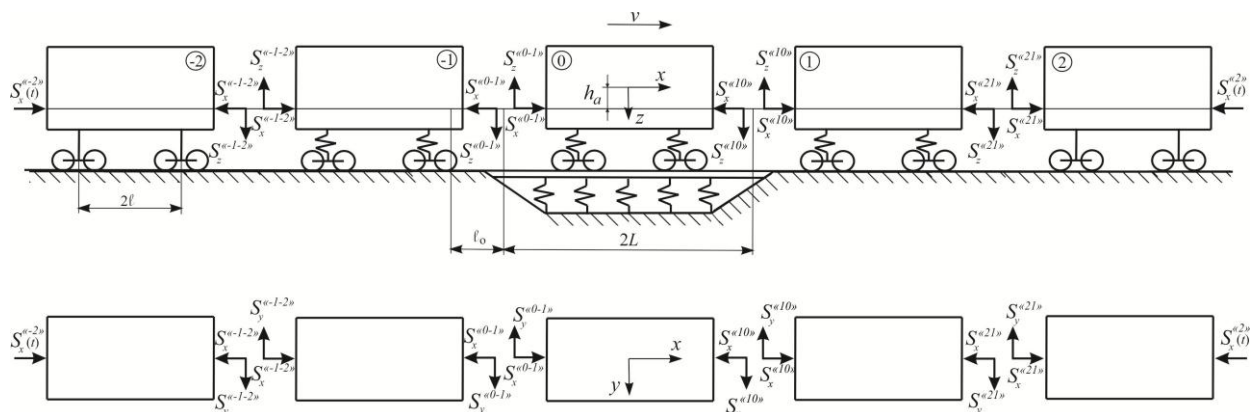 v
-2 -1 0 1 2
S_z^«-1-2» S_z^«0-1» S_z^«10» S_z^«21»
S_x^«-2»(t) S_x^«-1-2» S_x^«0-1» h_a x S_x^«10» S_x^«21» S_x^«2»(t)
S_x^«-1-2» S_x^«0-1» z S_x^«10» S_x^«21»
S_z^«-1-2» S_z^«0-1» S_z^«10» S_z^«21»
2ℓ ℓ_o 2L
S_y^«-1-2» S_y^«0-1» S_y^«10» S_y^«21»
S_x^«-2»(t) S_x^«-1-2» S_x^«0-1» x S_x^«10» S_x^«21» S_x^«2»(t)
S_x^«-1-2» S_x^«0-1» y S_x^«10» S_x^«21»
S_y^«-1-2» S_y^«0-1» S^«10» S_y^«21»